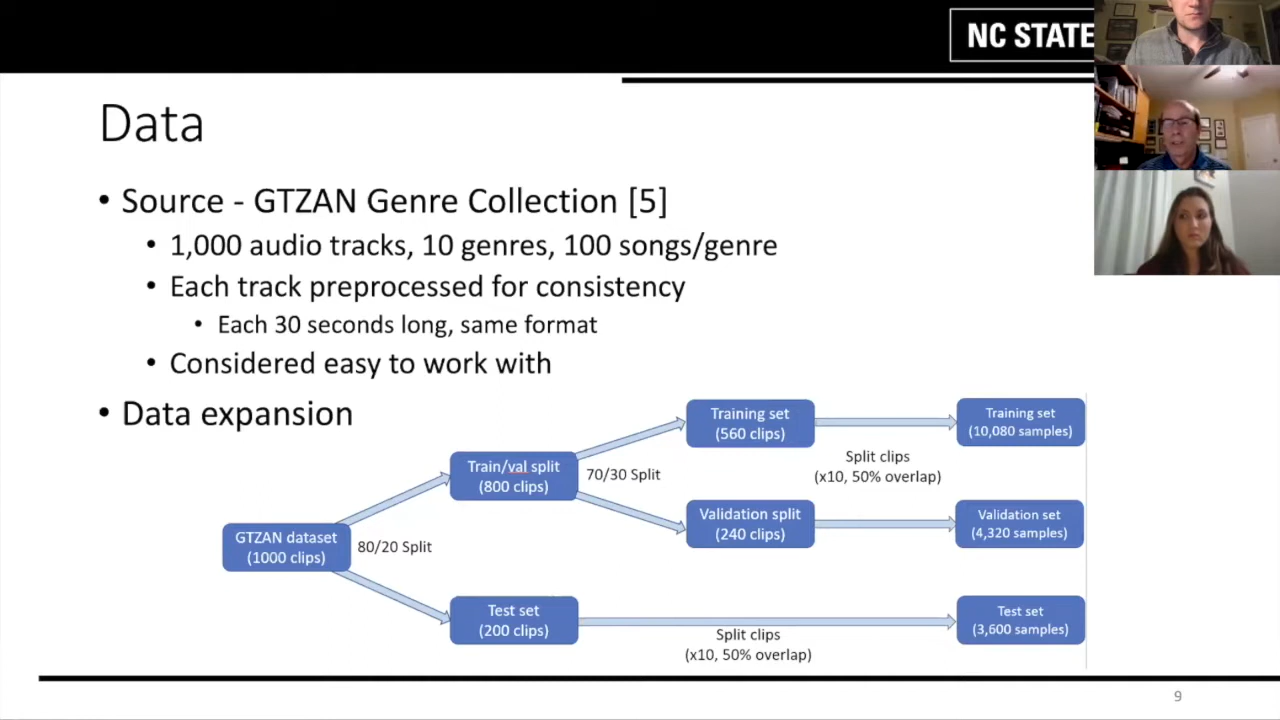 NC STATE
Data
• Source - GTZAN Genre Collection [5]
• 1,000 audio tracks, 10 genres, 100 songs/genre
• Each track preprocessed for consistency
• Each 30 seconds long, same format
• Considered easy to work with
• Data expansion
GTZAN dataset
(1000 clips)
80/20 Split
Train/val split
(800 clips)
70/30 Split
Training set
(560 clips)
Split clips
(x10, 50% overlap)
Training set
(10,080 samples)
Validation split
(240 clips)
Validation set
(4,320 samples)
Test set
(200 clips)
Split clips
(x10, 50% overlap)
Test set
(3,600 samples)
9